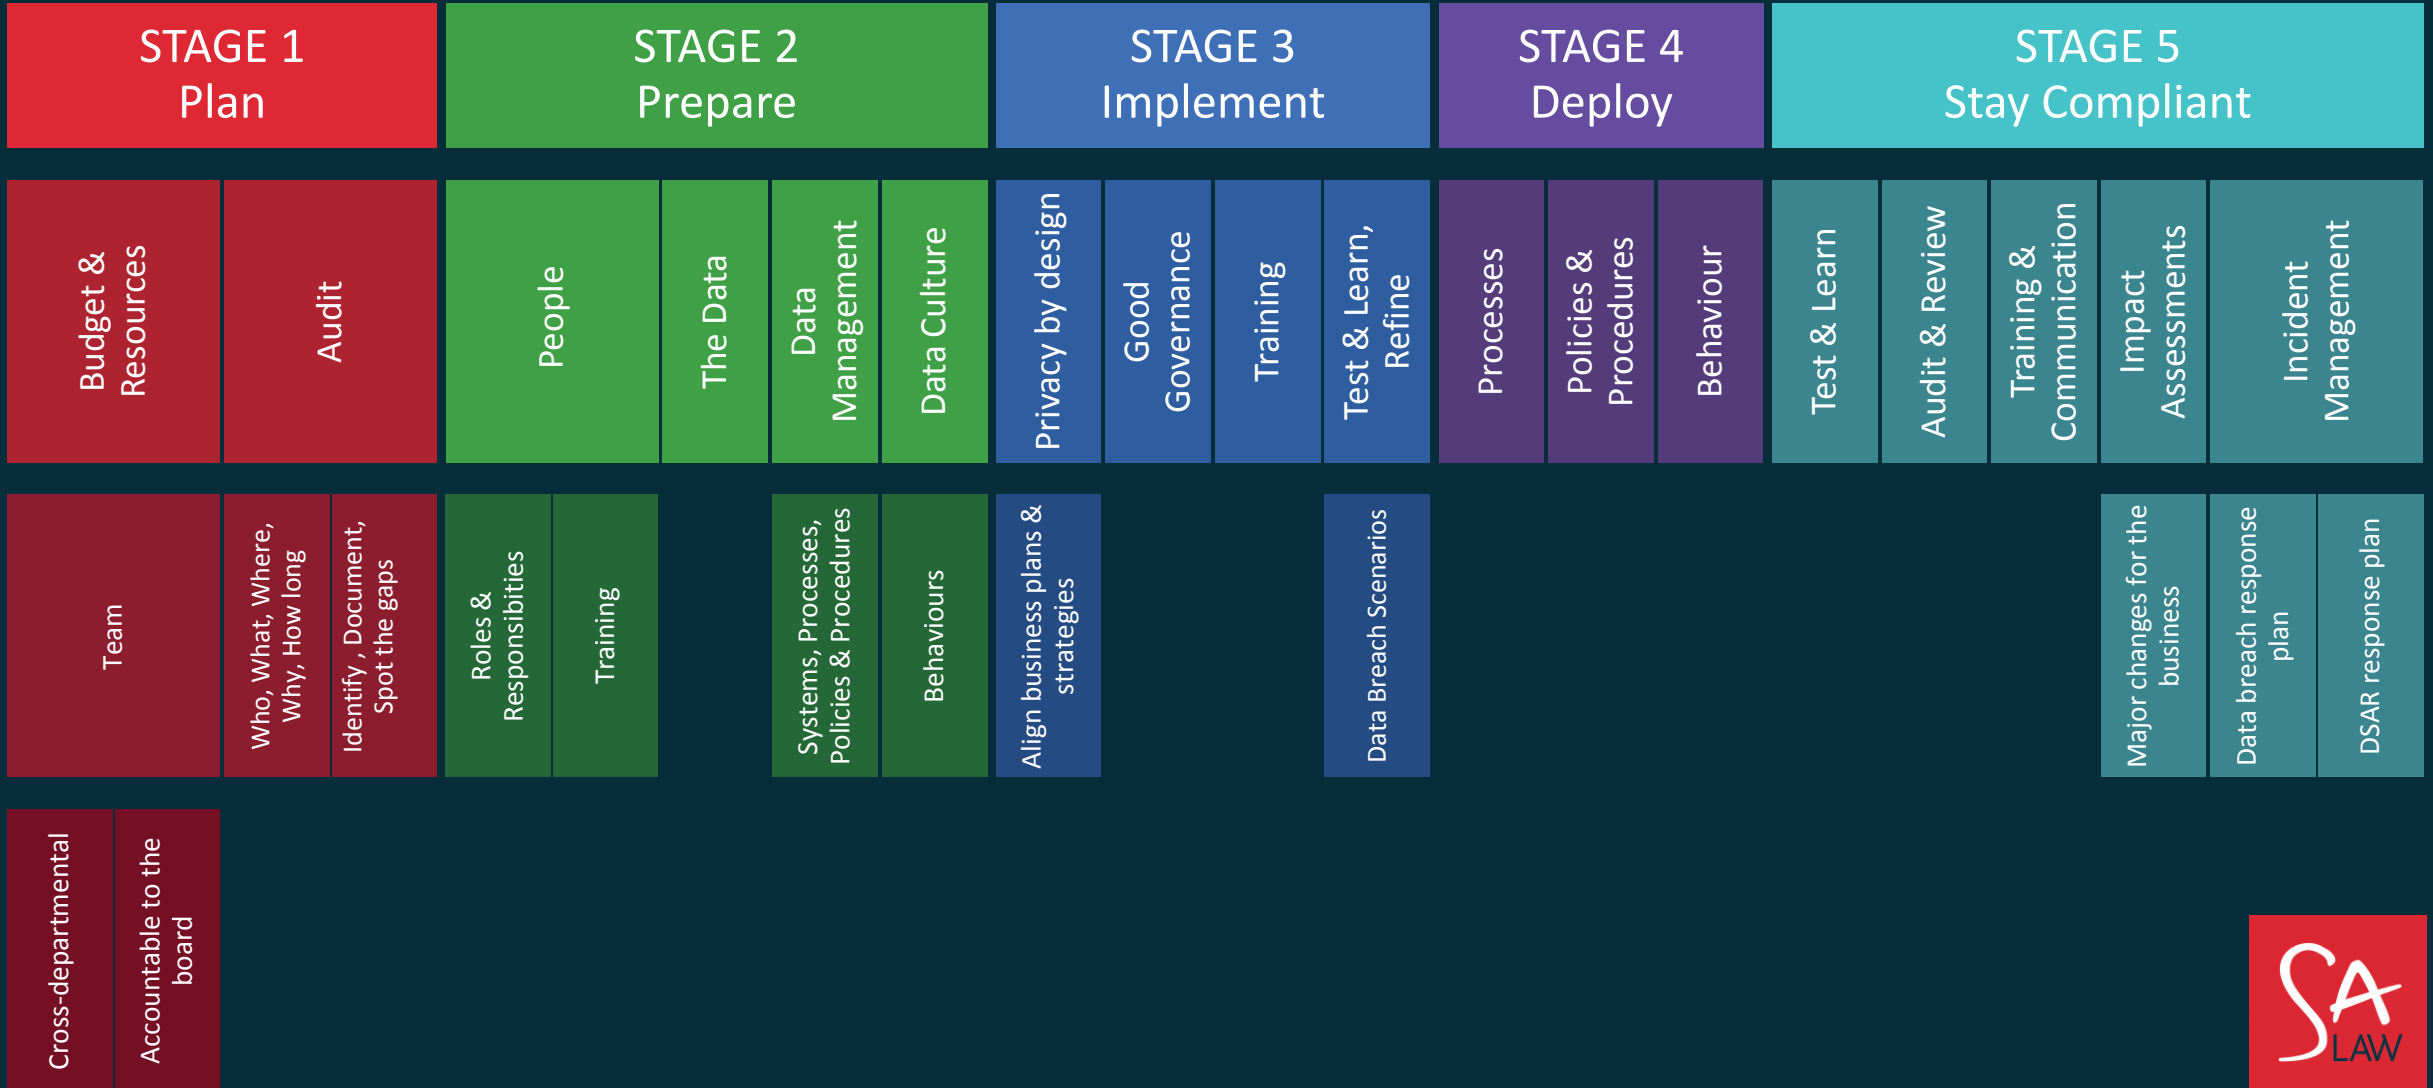 STAGE 1
Plan
STAGE 2
Prepare
STAGE 3
Implement
STAGE 4
Deploy
STAGE 5
Stay Compliant
Budget &
Resources
Audit
People
The Data
Data
Management
Data Culture
Privacy by design
Good
Governance
Training
Test & Learn,
Refine
Processes
Policies &
Procedures
Behaviour
Test & Learn
Audit & Review
Training &
Communication
Impact
Assessments
Incident
Management
Team
Who, What, Where,
Why, How long
Identify , Document,
Spot the gaps
Roles &
Responsibities
Training
Systems, Processes,
Policies & Procedures
Behaviours
Align business plans &
strategies
Data Breach Scenarios
Major changes for the
business
Data breach response
plan
DSAR response plan
Cross-departmental
Accountable to the
board
SA
LAW